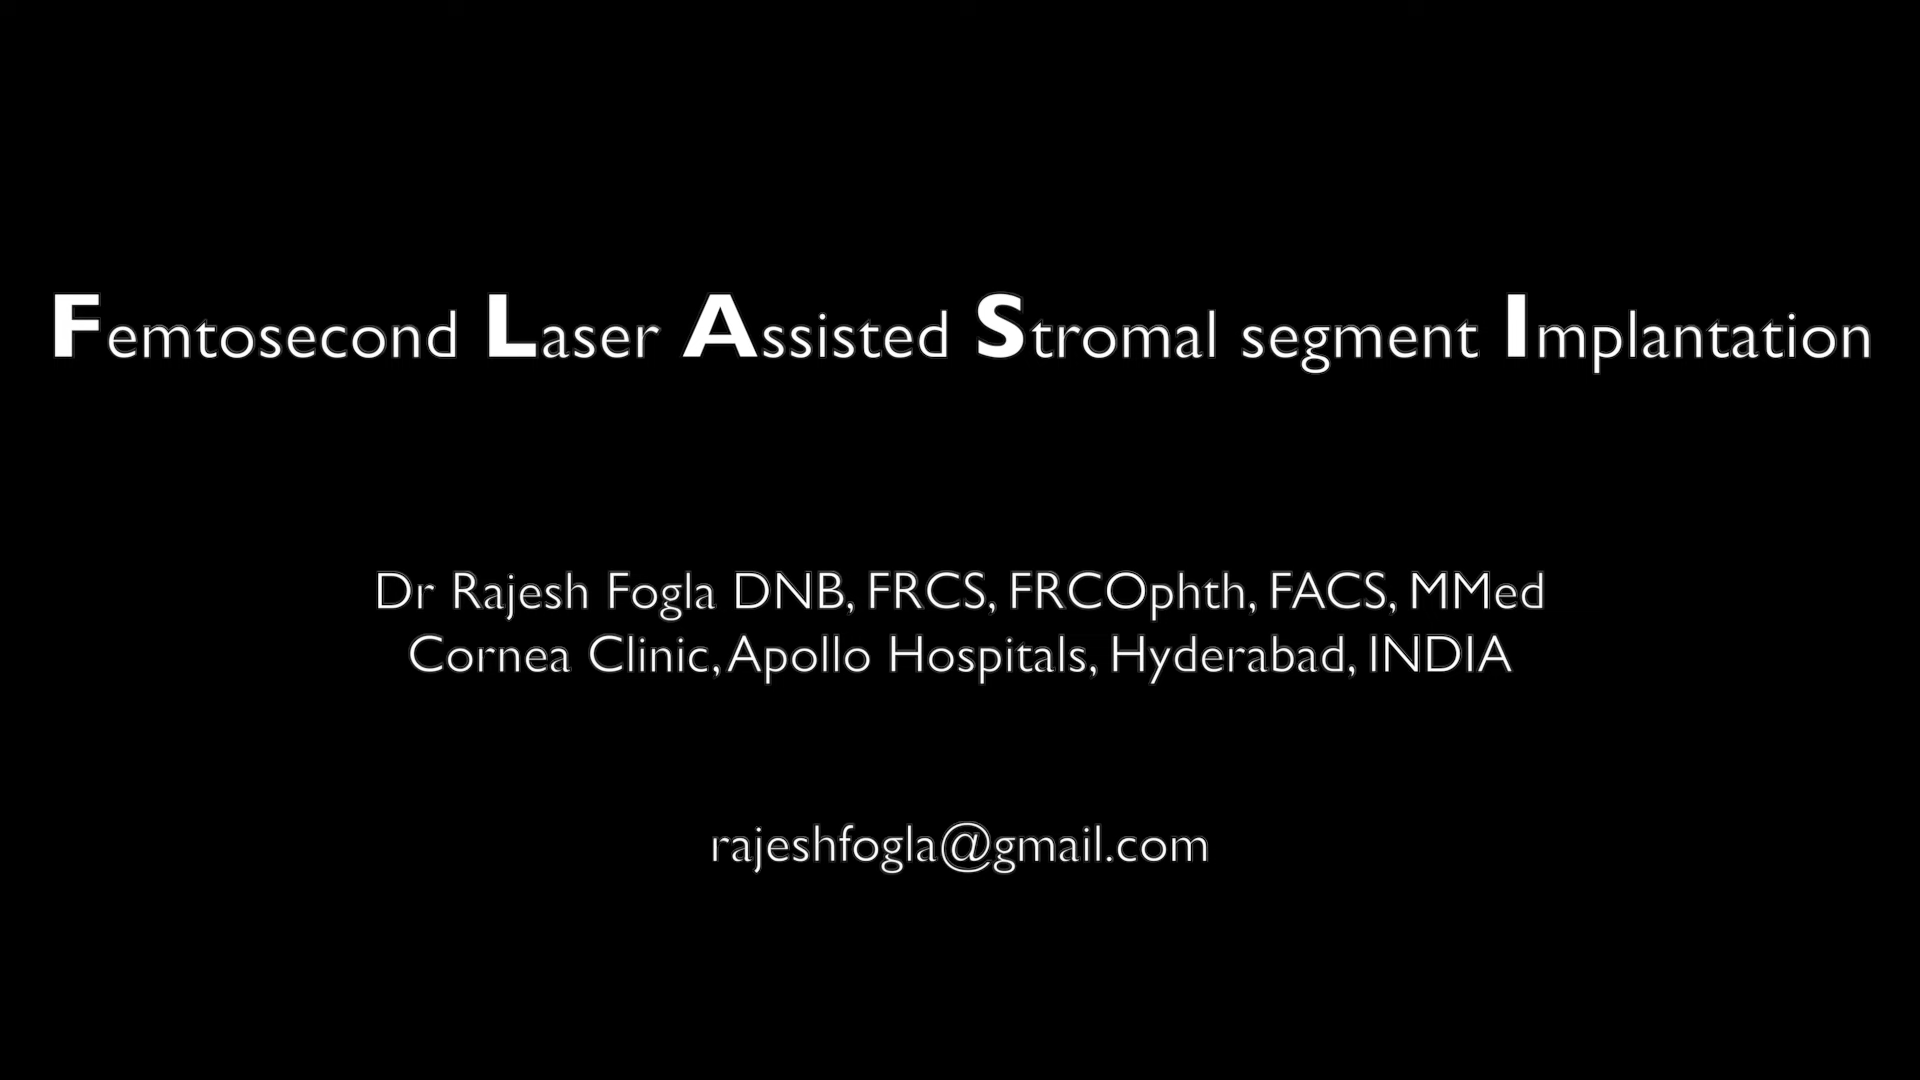 Femtosecond Laser Assisted Stromal segment Implantation
Dr Rajesh Fogla DNB, FRCS, FRCOphth, FACS, MMed
Cornea Clinic, Apollo Hospitals, Hyderabad, INDIA
rajeshfogla@gmail.com